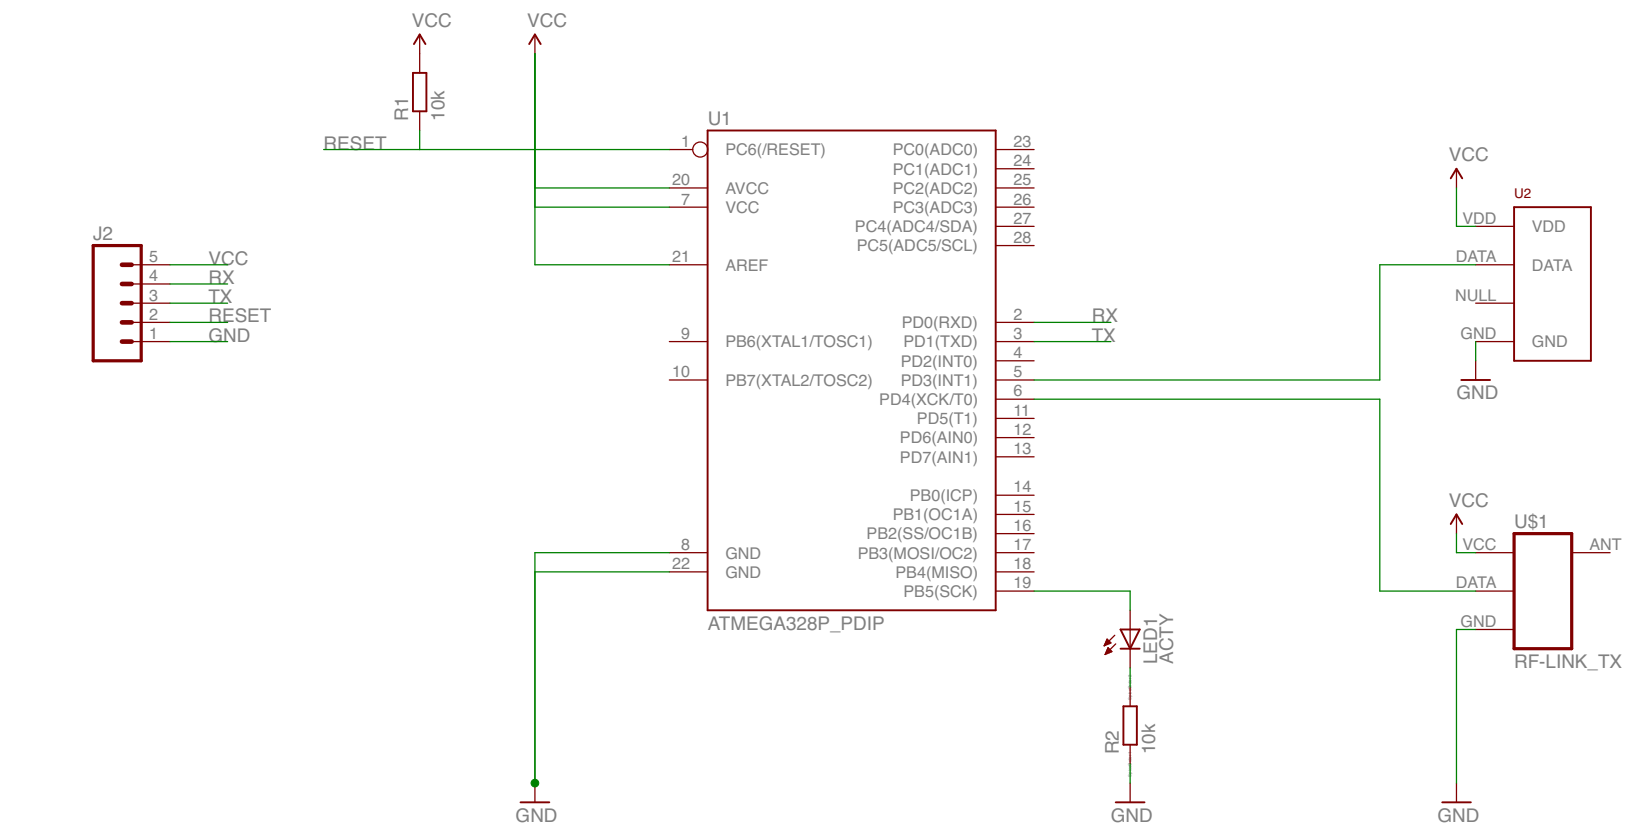 VCC
VCC
R1
10k
RESET
J2
5 VCC
4 RX
3 TX
2 RESET
1 GND
U1
1 PC6(/RESET)
20 AVCC
7 VCC
21 AREF
9 PB6(XTAL1/TOSC1)
10 PB7(XTAL2/TOSC2)
8 GND
22 GND
PC0(ADC0) 23
PC1(ADC1) 24
PC2(ADC2) 25
PC3(ADC3) 26
PC4(ADC4/SDA) 27
PC5(ADC5/SCL) 28
PD0(RXD) 2 RX
PD1(TXD) 3 TX
PD2(INT0) 4
PD3(INT1) 5
PD4(XCK/T0) 6
PD5(T1) 11
PD6(AIN0) 12
PD7(AIN1) 13
PB0(ICP) 14
PB1(OC1A) 15
PB2(SS/OC1B) 16
PB3(MOSI/OC2) 17
PB4(MISO) 18
PB5(SCK) 19
ATMEGA328P_PDIP
GND
LED1
ACTY
R2
10k
GND
VCC
U2
VDD VDD
DATA DATA
NULL
GND GND
GND
VCC
U$1
VCC
ANT
DATA
GND
RF-LINK_TX
GND